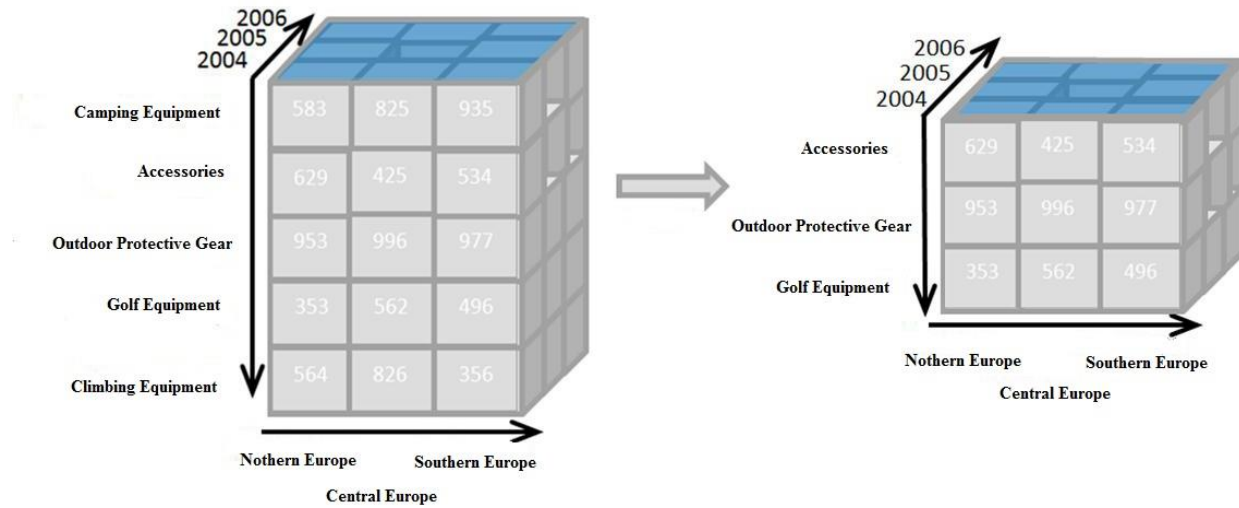 2006
2005
2004
Camping Equipment
583 825 935
Accessories
629 425 534
Outdoor Protective Gear
953 996 977
Golf Equipment
353 562 496
Climbing Equipment
564 826 356
Nothern Europe
Southern Europe
Central Europe
2006
2005
2004
Accessories
629 425 534
Outdoor Protective Gear
953 996 977
Golf Equipment
353 562 496
Nothern Europe
Southern Europe
Central Europe